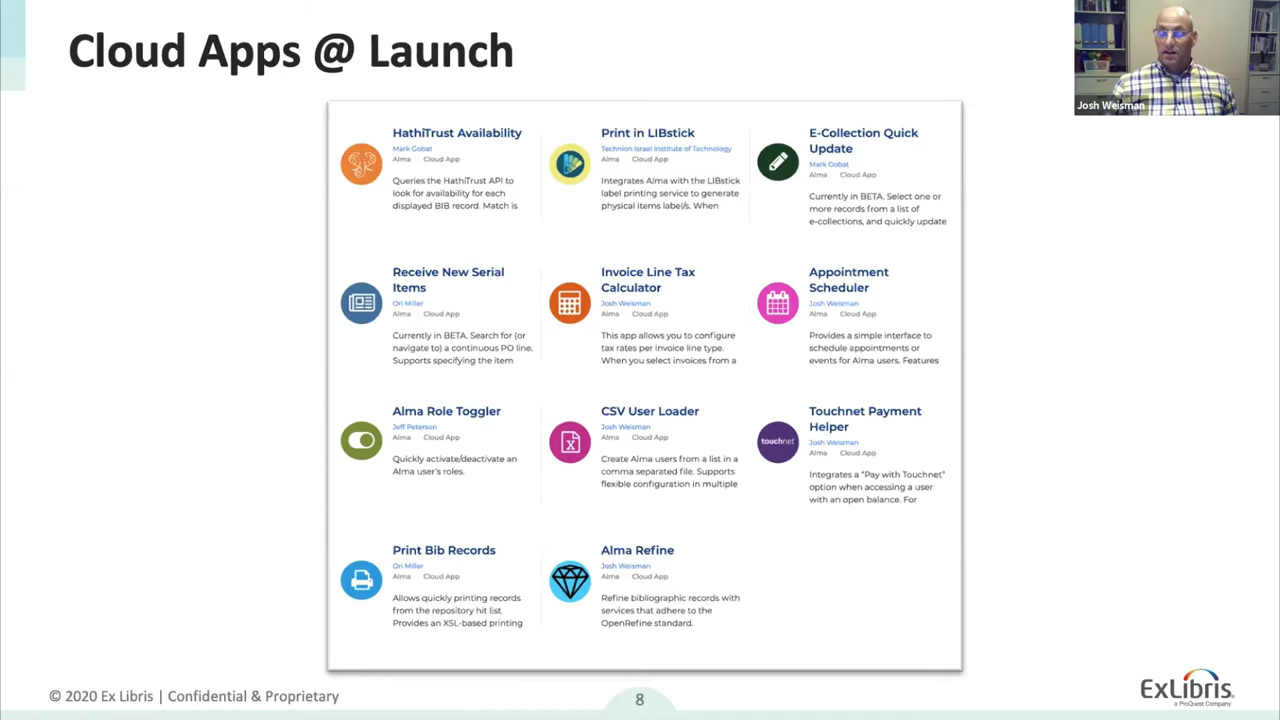 Cloud Apps @ Launch
Josh Weisman
HathiTrust Availability
Mark Gobat
Alma Cloud App
Queries the HathiTrust API to
look for availability for each
displayed BIB record. Match is
Print in LIBstick
Technion Israel Institute of Technology
Alma Cloud App
Integrates Alma with the LIBstick
label printing service to generate
physical items label/s. When
E-Collection Quick
Update
Mark Gobat
Alma Cloud App
Currently in BETA. Select one or
more records from a list of
e-collections, and quickly update
Receive New Serial
Items
Ori Miller
Alma Cloud App
Currently in BETA. Search for (or
navigate to) a continuous PO line.
Supports specifying the item
Invoice Line Tax
Calculator
Josh Weisman
Alma Cloud App
This app allows you to configure
tax rates per invoice line type.
When you select invoices from a
Appointment
Scheduler
Josh Weisman
Alma Cloud App
Provides a simple interface to
schedule appointments or
events for Alma users. Features
Alma Role Toggler
Jeff Peterson
Alma Cloud App
Quickly activate/deactivate an
Alma user's roles.
CSV User Loader
Josh Weisman
Alma Cloud App
Create Alma users from a list in a
comma separated file. Supports
flexible configuration in multiple
touchnet
Touchnet Payment
Helper
Josh Weisman
Alma Cloud App
Integrates a "Pay with Touchnet"
option when accessing a user
with an open balance. For
Print Bib Records
Ori Miller
Alma Cloud App
Allows quickly printing records
from the repository hit list.
Provides an XSL-based printing
Alma Refine
Josh Weisman
Alma Cloud App
Refine bibliographic records with
services that adhere to the
OpenRefine standard.
© 2020 Ex Libris | Confidential & Proprietary
8
ExLibris
a ProQuest Company